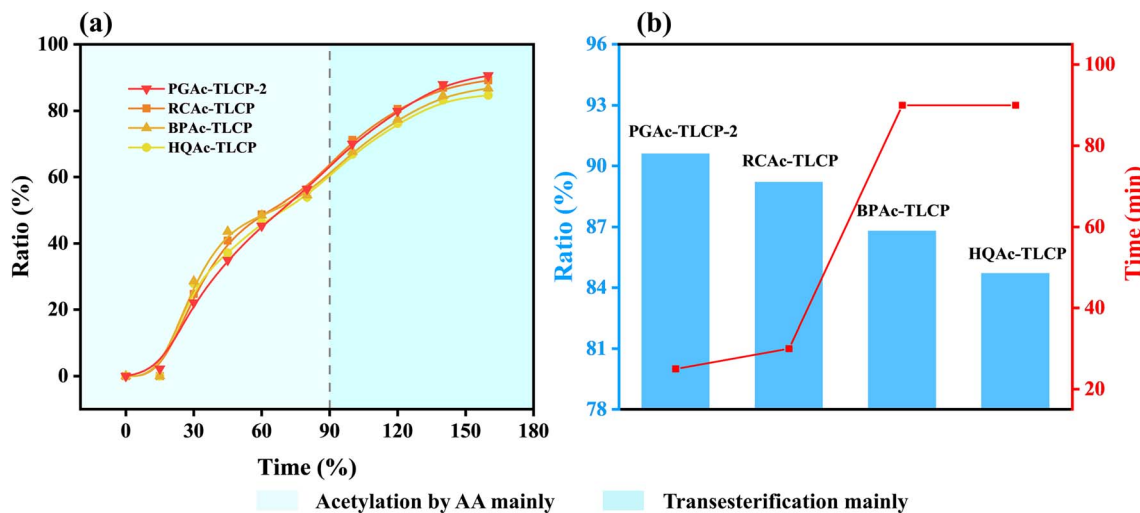 (a)
100
80
60
40
20
0
Ratio (%)
PGAc-TLCP-2
RCAc-TLCP
BPAc-TLCP
HQAc-TLCP
0 30 60 90 120 150 180
Time (%)
(b)
96
93
90
87
84
81
78
Ratio (%)
PGAc-TLCP-2
RCAc-TLCP
BPAc-TLCP
HQAc-TLCP
100
80
60
40
20
Time (min)
Acetylation by AA mainly
Transesterification mainly